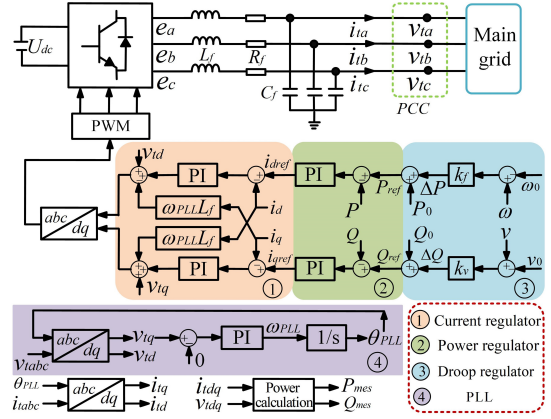 U_dc
e_a
e_b
e_c
L_f
R_f
C_f
i_ta
i_tb
i_tc
v_ta
v_tb
v_tc
PCC
Main
grid
PWM
v_td
PI
i_dref
PI
P_ref
ΔP
k_f
ω_0
P
P_0
ω
abc
dq
ω_PLL L_f
i_d
ω_PLL L_f
i_q
Q
Q_0
v
PI
i_qref
PI
Q_ref
ΔQ
k_v
v_0
v_tq
1
2
3
abc
dq
v_tabc
v_tq
v_td
0
PI
ω_PLL
1/s
θ_PLL
4
θ_PLL
i_tabc
abc
dq
i_tq
i_td
i_tdq
v_tdq
Power
calculation
P_mes
Q_mes
1 Current regulator
2 Power regulator
3 Droop regulator
4 PLL